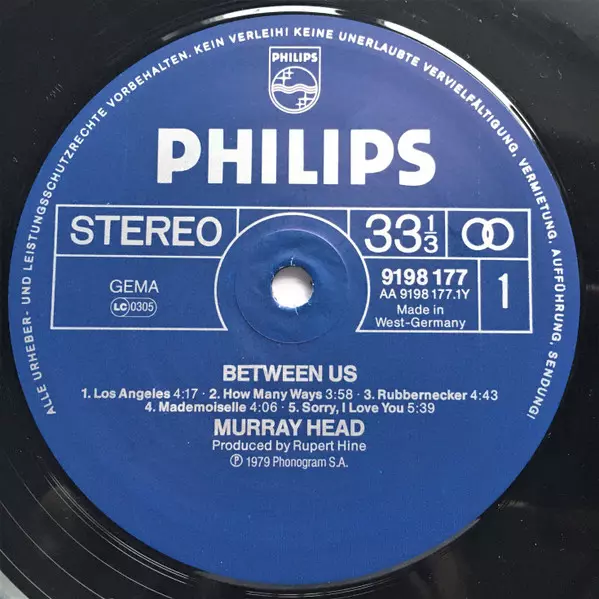 ALLE URHEBER- UND LEISTUNGSSCHUTZRECHTE VORBEHALTEN. KEIN VERLEIH! KEINE UNERLAUBTE VERVIELFÄLTIGUNG, VERMIETUNG, AUFFÜHRUNG, SENDUNG!
PHILIPS
PHILIPS
STEREO
33 1/3
GEMA
LC 0305
9198 177
AA 9198 177.1Y
Made in
West-Germany
1
BETWEEN US
1. Los Angeles 4:17 · 2. How Many Ways 3:58 · 3. Rubbernecker 4:43
4. Mademoiselle 4:06 · 5. Sorry, I Love You 5:39
MURRAY HEAD
Produced by Rupert Hine
℗ 1979 Phonogram S.A.